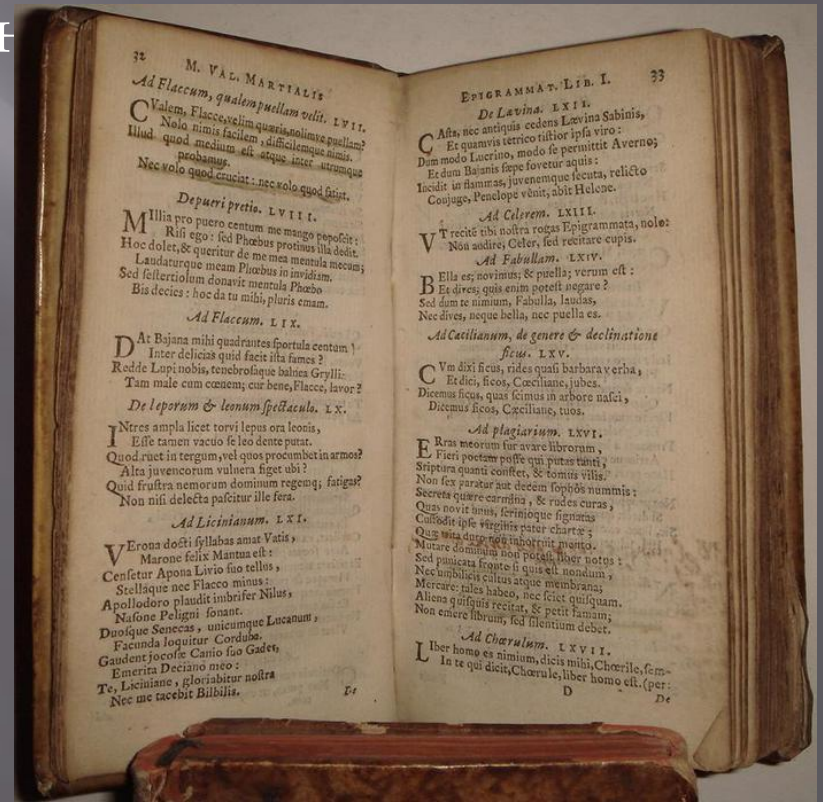 32
M. VAL. MARTIALIS
Ad Flaccum, qualem puellam velit. LVII.
QValem, Flacce, velim quæris, nolimve puellam?
Nolo nimis facilem, difficilemque nimis.
Illud quod medium est atque inter utrumque
probamus.
Nec volo quod cruciat: nec volo quod satiat.
De pueri pretio. LVIII.
MIllia pro puero centum me mango poposcit:
Risi ego: sed Phœbus protinus illa dedit.
Hoc dolet, & queritur de me mea mentula mecum;
Laudaturque meam Phœbus in invidiam.
Sed sestertiolum donavit mentula Phœbo
Bis decies: hoc da tu mihi, pluris emam.
Ad Flaccum. LIX.
DAt Bajana mihi quadrantes sportula centum
Inter delicias quid facit ista fames?
Redde Lupi nobis, tenebrosaque balnea Grylli:
Tam male cum cœnem; cur bene, Flacce, lavor?
De leporum & leonum spectaculo. LX.
INtres ampla licet torvi lepus ora leonis,
Esse tamen vacuo se leo dente putat.
Quod ruet in tergum, vel quos procumbet in armos?
Alta juvencorum vulnera figet ubi?
Quid frustra nemorum dominum regemq; fatigas?
Non nisi delecta pascitur ille fera.
Ad Licinianum. LXI.
VErona docti syllabas amat Vatis,
Marone felix Mantua est:
Censetur Apona Livio suo tellus,
Stellaque nec Flacco minus:
Apollodoro plaudit imbrifer Nilus,
Nasone Peligni sonant.
Duosque Senecas, unicumque Lucanum,
Facunda loquitur Corduba.
Gaudent jocosæ Canio suo Gades,
Emerita Deciano meo:
Te, Liciniane, gloriabitur nostra
Nec me tacebit Bilbilis.
De
EPIGRAMMAT. LIB. I. 33
De Lævina. LXII.
CAsta, nec antiquis cedens Lævina Sabinis,
Et quamvis tetrico tristior ipsa viro:
Dum modo Lucrino, modo se permittit Averno;
Et dum Bajanis sæpe fovetur aquis:
Incidit in flammas, juvenemque secuta, relicto
Conjuge, Penelope vênit, abît Helene.
Ad Celerem. LXIII.
VT recitē tibi nostra rogas Epigrammata, nolo:
Non audire, Celer, sed recitare cupis.
Ad Fabullam. LXIV.
BElla es, novimus, & puella; verum est:
Et dives; quis enim potest negare?
Sed dum te nimium, Fabulla, laudas,
Nec dives, neque bella, nec puella es.
Ad Cæcilianum, de genere & declinatione
ficus. LXV.
CVm dixi ficus, rides quasi barbara verba,
Et dici, ficos, Cæciliane, jubes.
Dicemus ficus, quas scimus in arbore nasci,
Dicemus ficos, Cæciliane, tuos.
Ad plagiarium. LXVI.
ERras meorum fur avare librorum,
Fieri poetam posse qui putas tanti,
Scriptura quanti constet, & tomus vilis.
Non sex paratur aut decem sophos nummis:
Secreta quære carmina, & rudes curas,
Quas novit unus, scrinioque signatas
Custodit ipse virginis pater chartæ;
Quæ trita duro non inhorruit mento.
Mutare dominum non potest liber notus:
Sed pumicata fronte si quis est nondum,
Nec umbilicis cultus atque membrana;
Mercare: tales habeo, nec sciet quisquam.
Aliena quisquis recitat, & petit famam;
Non emere librum, sed silentium debet.
Ad Chœrulum. LXVII.
LIber homo es nimium, dicis mihi, Chœrile, sem-
In te qui dicit, Chœrule, liber homo est. (per:
D
De